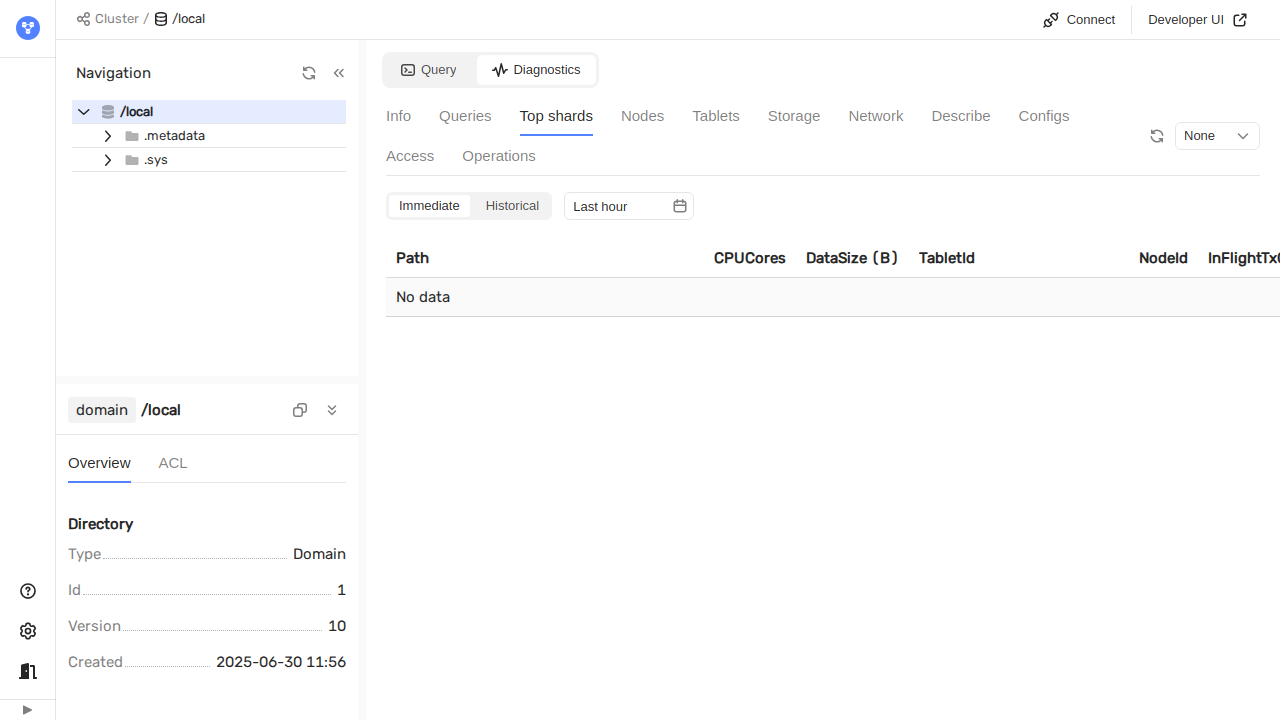 Cluster / /local
Connect
Developer UI
Navigation
/local
.metadata
.sys
Query
Diagnostics
Info Queries Top shards Nodes Tablets Storage Network Describe Configs
Access Operations
None
Immediate Historical Last hour
Path CPUCores DataSize (B) TabletId NodeId
No data
domain /local
Overview ACL
Directory
Type Domain
Id 1
Version 10
Created 2025-06-30 11:56